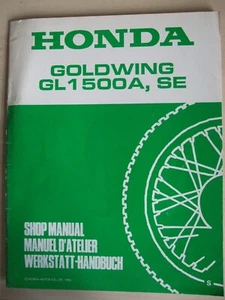 HONDA
GOLDWING
GL1500A, SE
SHOP MANUAL
MANUEL D'ATELIER
WERKSTATT-HANDBUCH
S